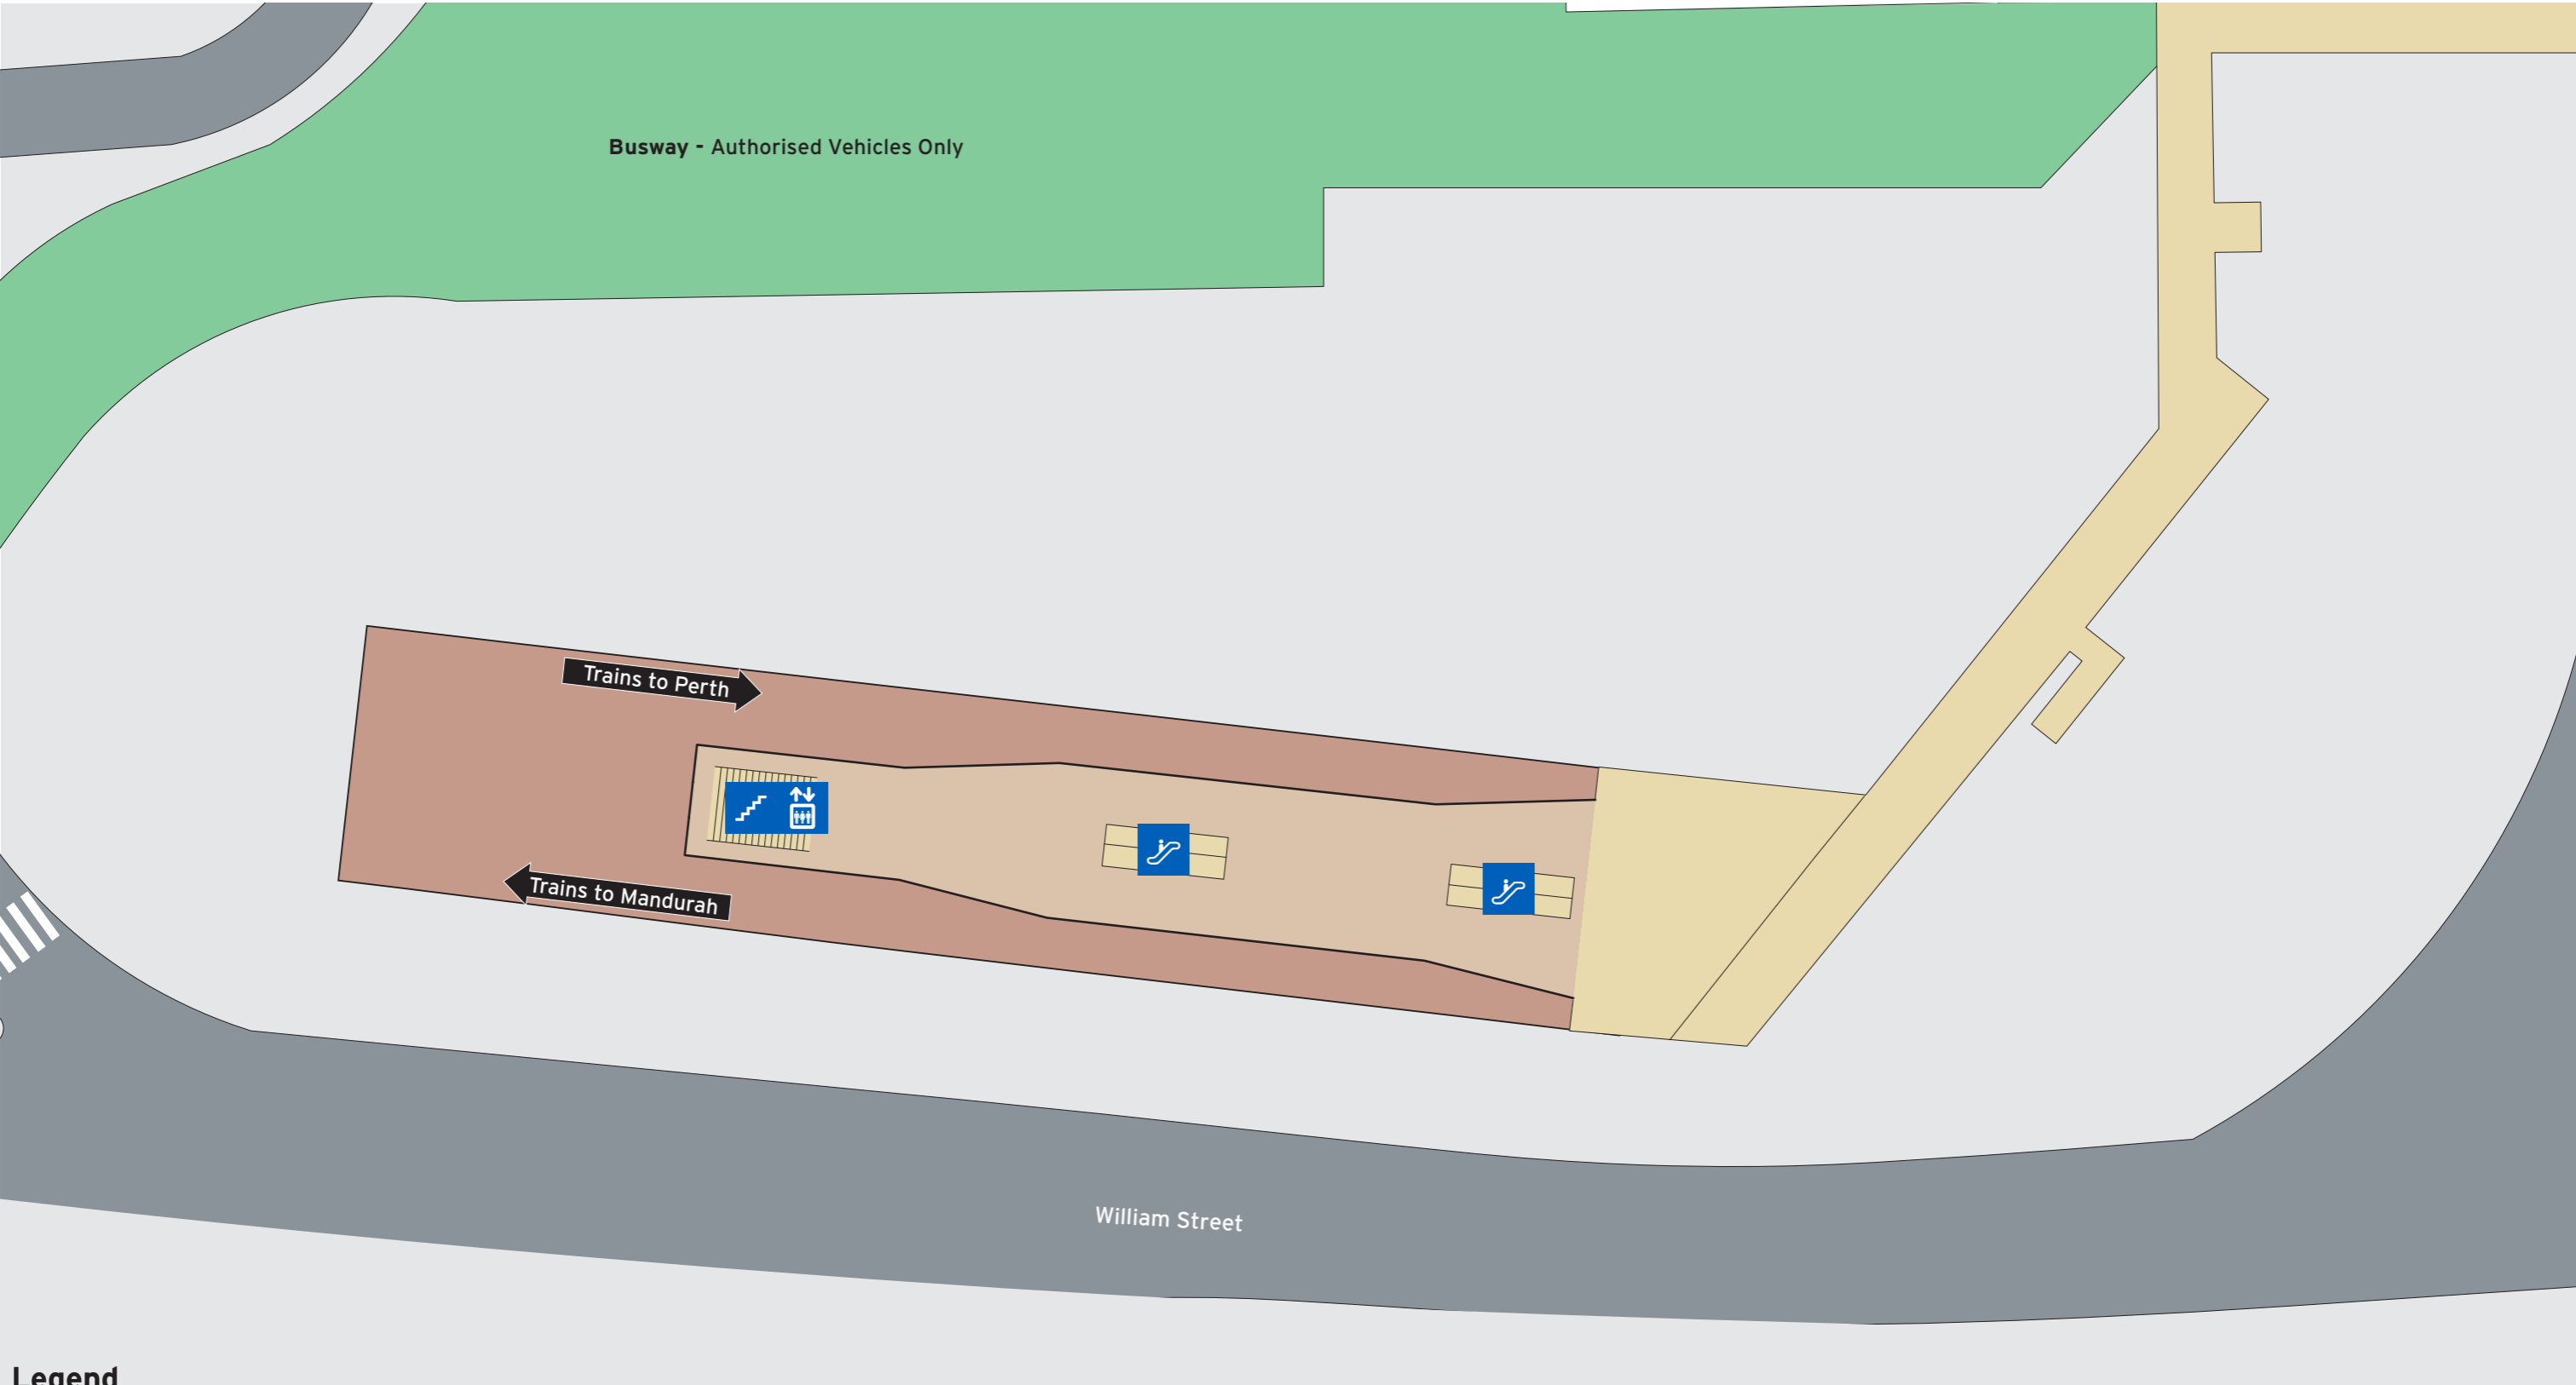 Busway - Authorised Vehicles Only
Trains to Perth
Trains to Mandurah
William Street
Legend